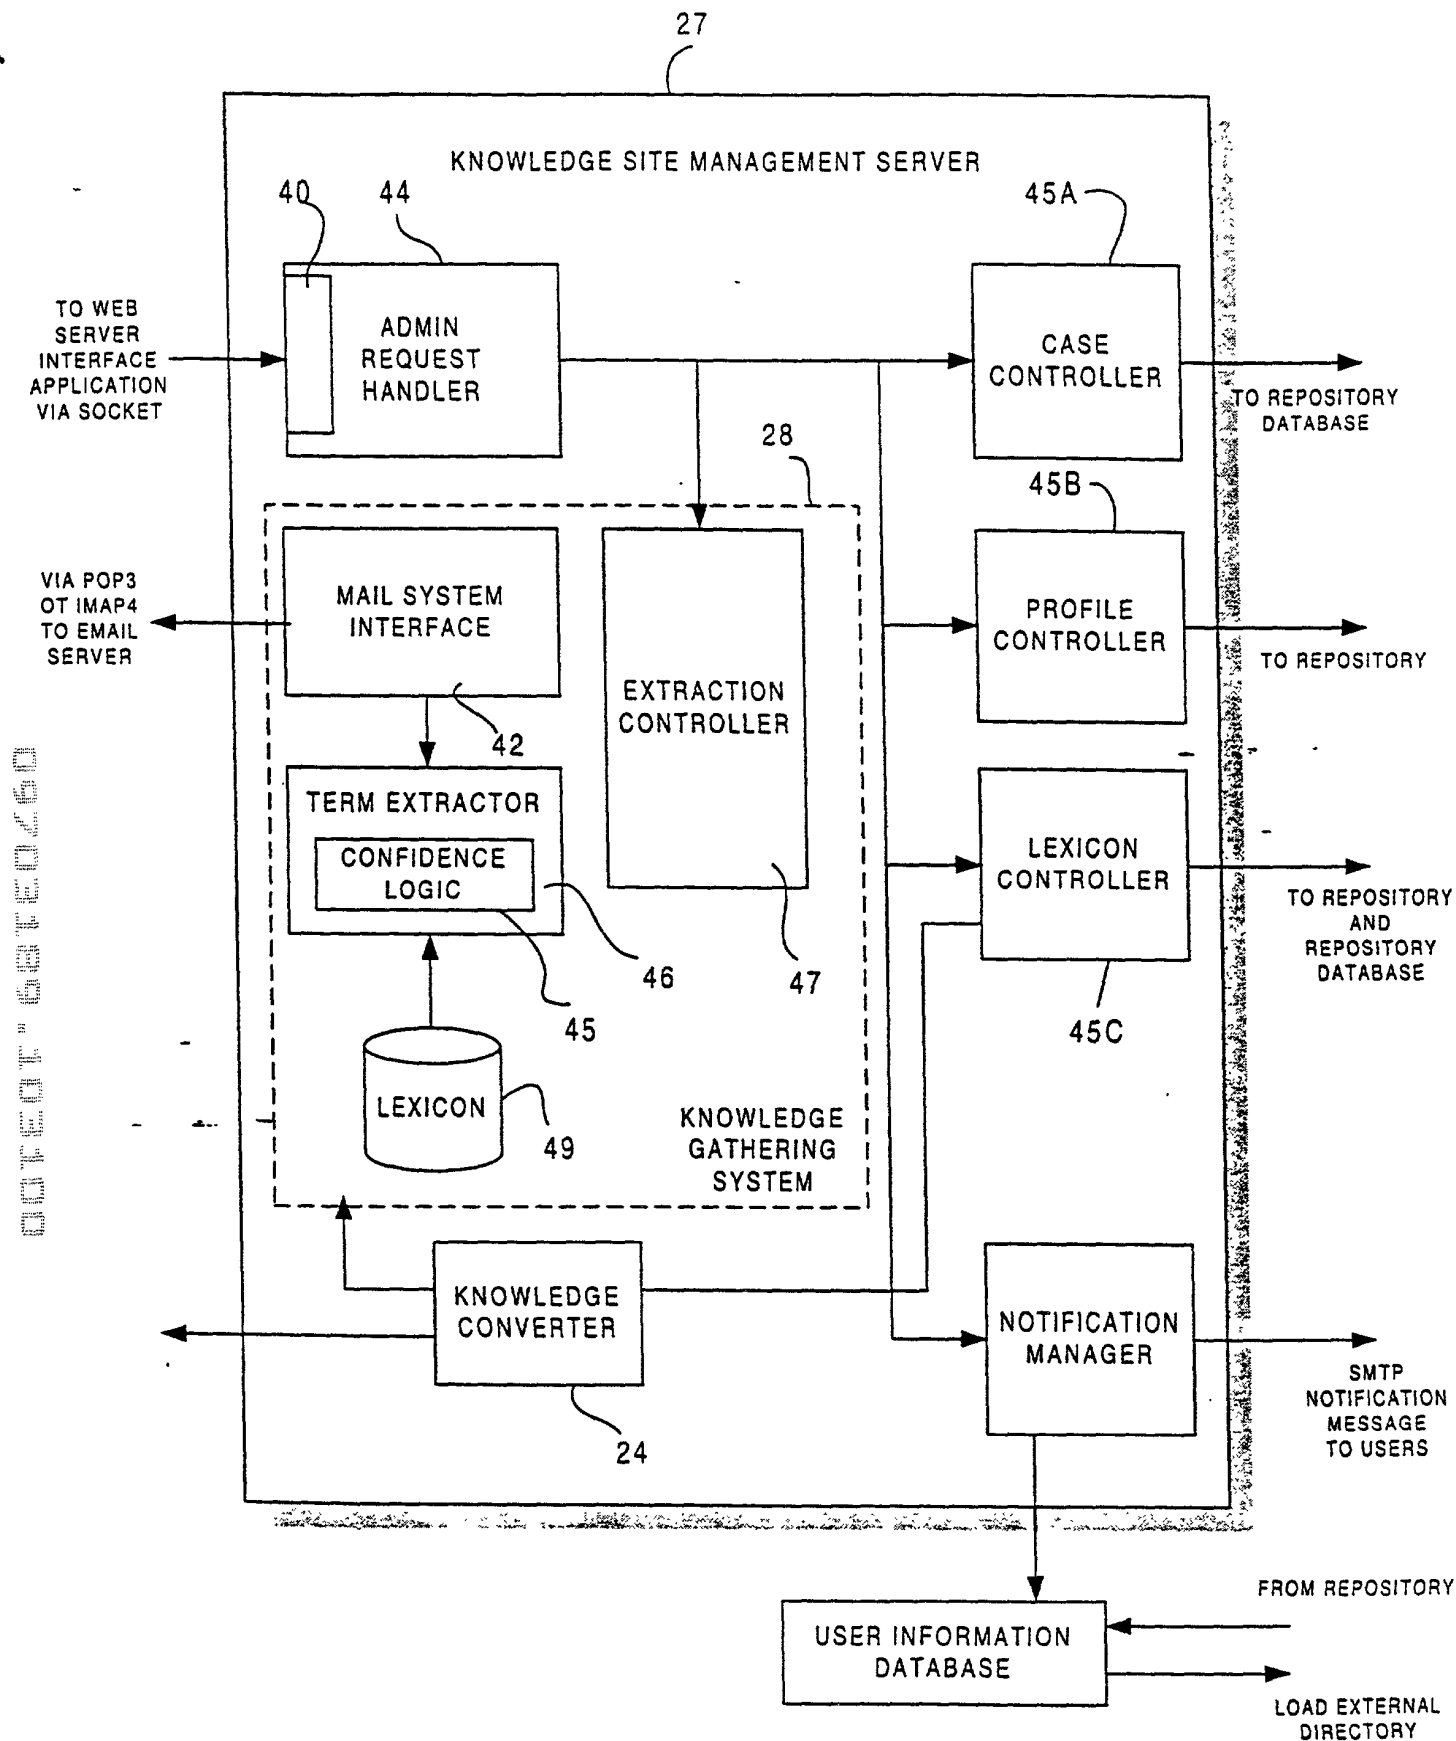 27
KNOWLEDGE SITE MANAGEMENT SERVER
40
44
45A
TO WEB
SERVER
INTERFACE
APPLICATION
VIA SOCKET
ADMIN
REQUEST
HANDLER
CASE
CONTROLLER
TO REPOSITORY
DATABASE
28
45B
VIA POP3
OT IMAP4
TO EMAIL
SERVER
MAIL SYSTEM
INTERFACE
42
EXTRACTION
CONTROLLER
47
PROFILE
CONTROLLER
TO REPOSITORY
TERM EXTRACTOR
CONFIDENCE
LOGIC
46
45
LEXICON
CONTROLLER
45C
TO REPOSITORY
AND
REPOSITORY
DATABASE
LEXICON
49
KNOWLEDGE
GATHERING
SYSTEM
KNOWLEDGE
CONVERTER
24
NOTIFICATION
MANAGER
SMTP
NOTIFICATION
MESSAGE
TO USERS
USER INFORMATION
DATABASE
FROM REPOSITORY
LOAD EXTERNAL
DIRECTORY